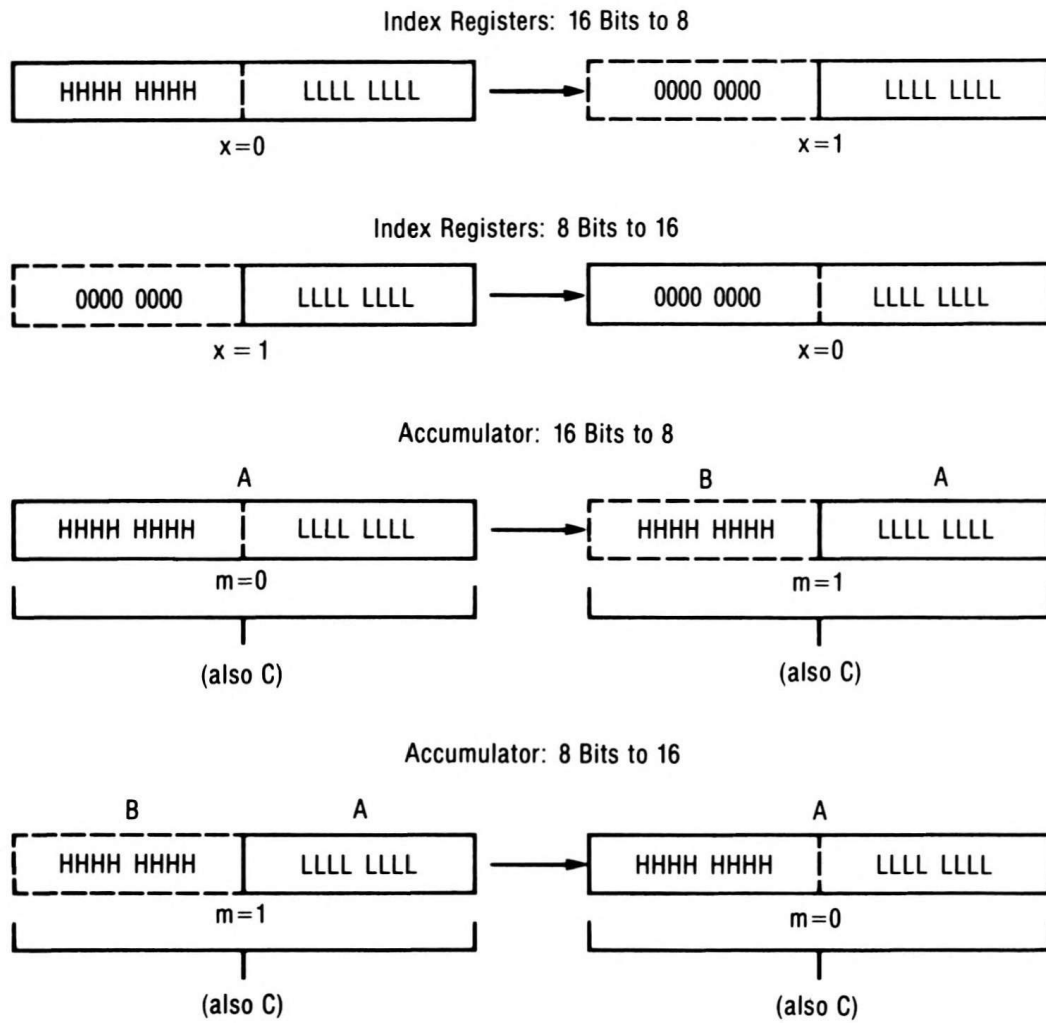 Index Registers: 16 Bits to 8
HHHH HHHH LLLL LLLL 0000 0000 LLLL LLLL
x=0 x=1
Index Registers: 8 Bits to 16
0000 0000 LLLL LLLL 0000 0000 LLLL LLLL
x = 1 x=0
Accumulator: 16 Bits to 8
A B A
HHHH HHHH LLLL LLLL HHHH HHHH LLLL LLLL
m=0 m=1
(also C) (also C)
Accumulator: 8 Bits to 16
B A A
HHHH HHHH LLLL LLLL HHHH HHHH LLLL LLLL
m=1 m=0
(also C) (also C)